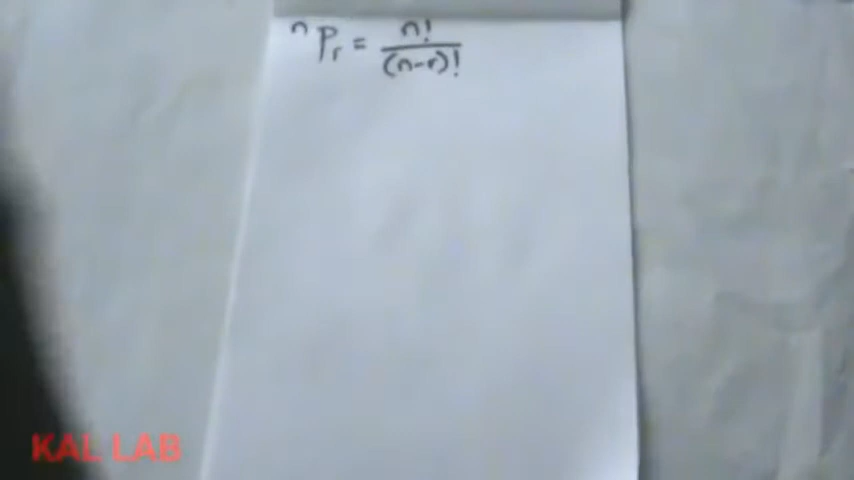 ⁿPᵣ = n!/(n-r)!
KAL LAB